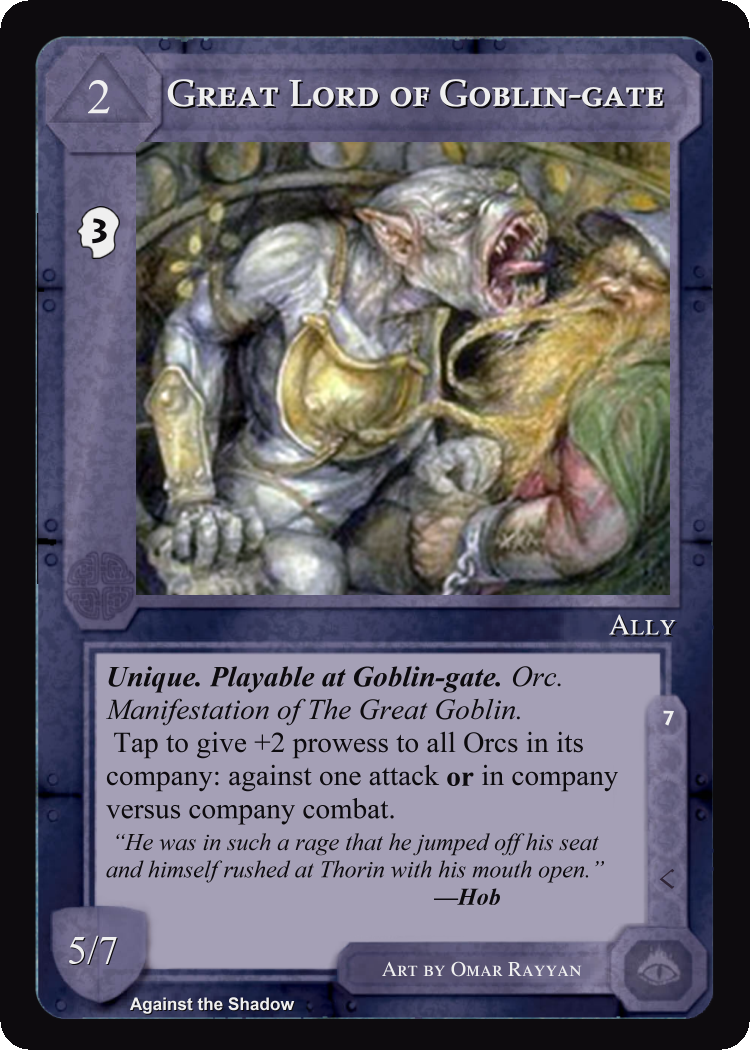 2
Great Lord of Goblin-gate
3
Ally
Unique. Playable at Goblin-gate. Orc.
Manifestation of The Great Goblin.
Tap to give +2 prowess to all Orcs in its
company: against one attack or in company
versus company combat.
“He was in such a rage that he jumped off his seat
and himself rushed at Thorin with his mouth open.”
—Hob
7
5/7
Art by Omar Rayyan
Against the Shadow